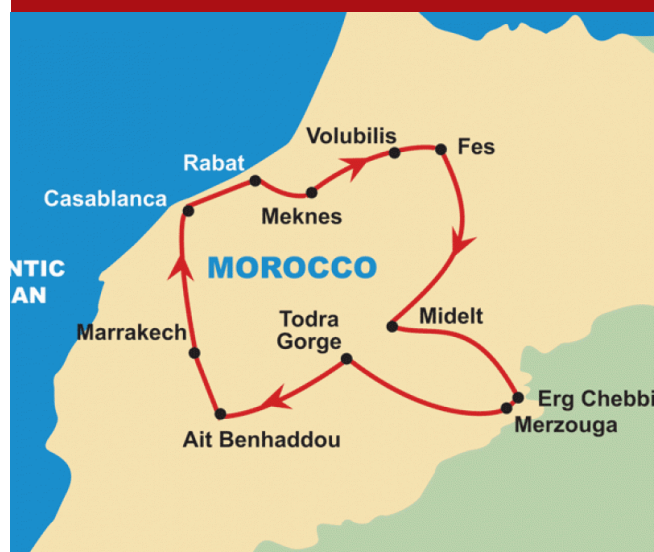 Volubilis
Fes
Rabat
Casablanca
Meknes
NTIC
AN
MOROCCO
Todra
Gorge
Midelt
Marrakech
Erg Chebbi
Merzouga
Ait Benhaddou